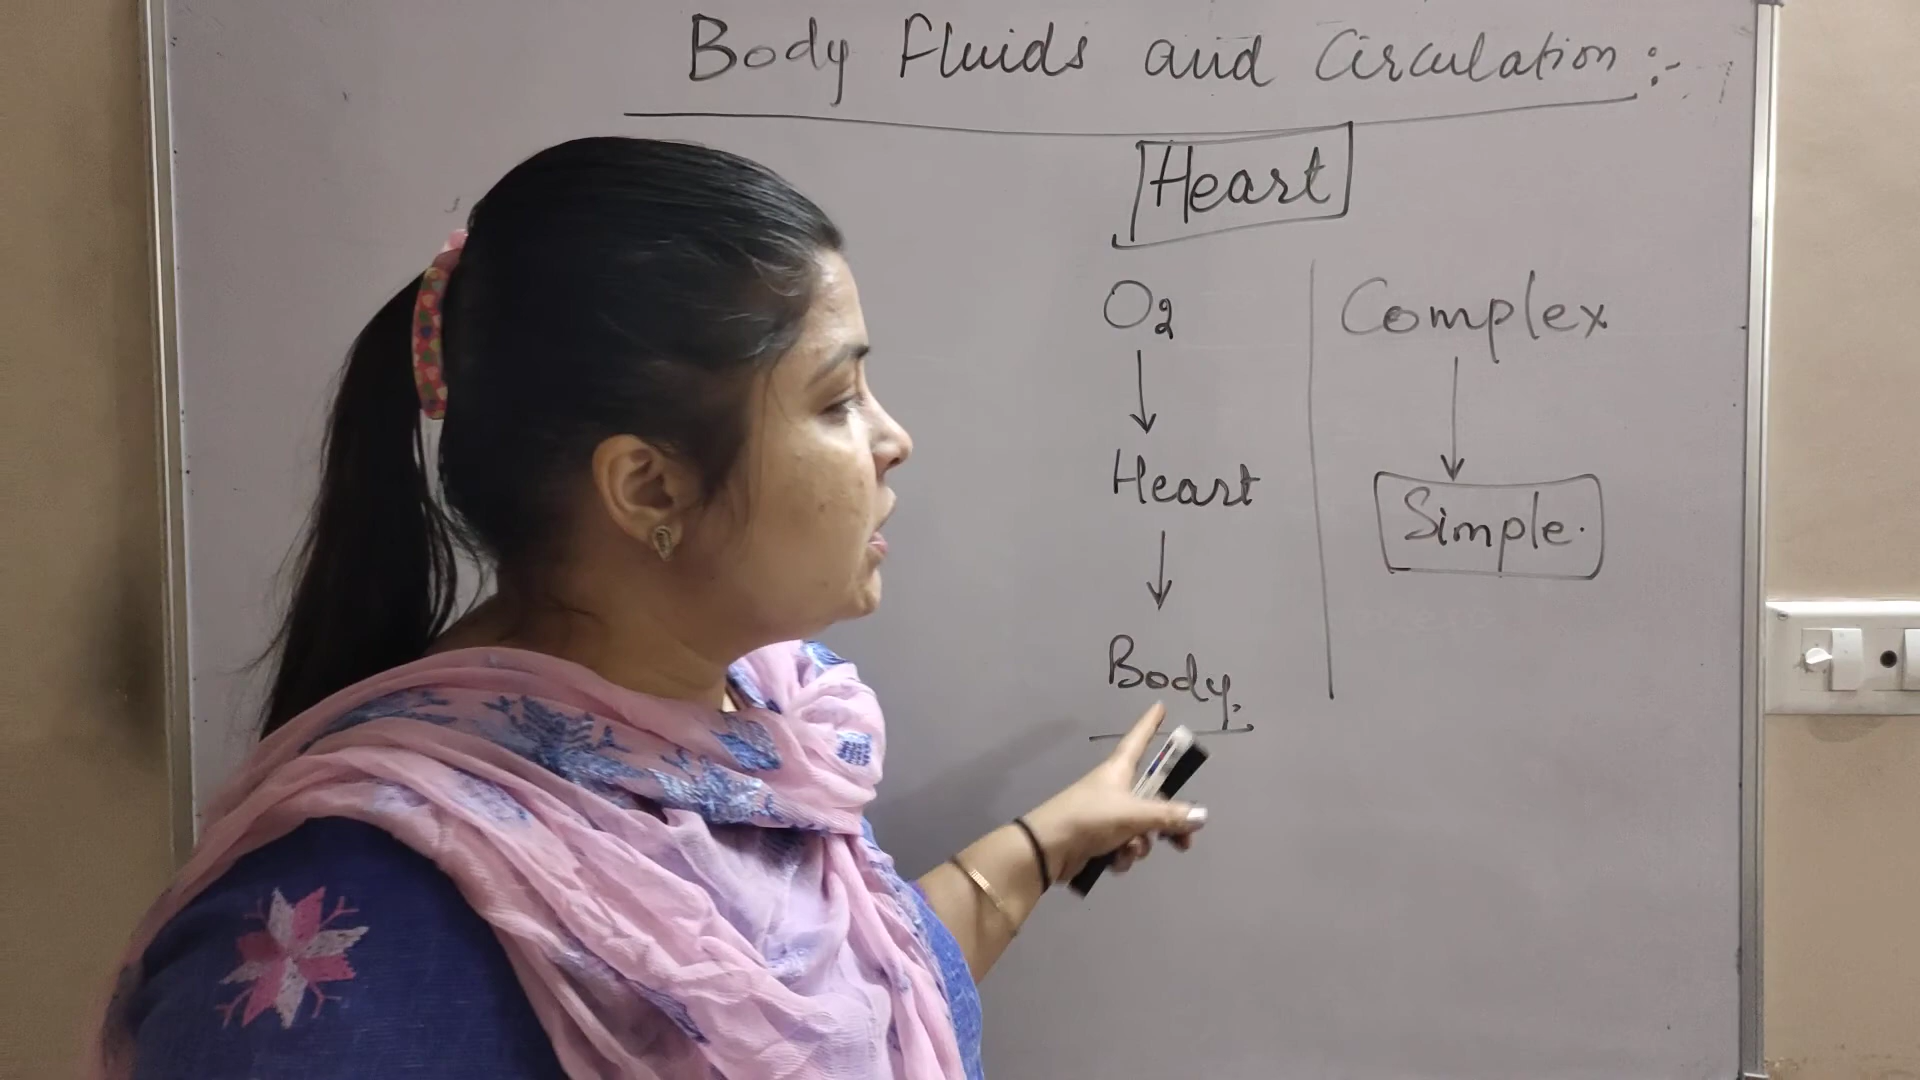 Body Fluids and Circulation :-
Heart
O2
↓
Heart
↓
Body.
Complex
↓
Simple.